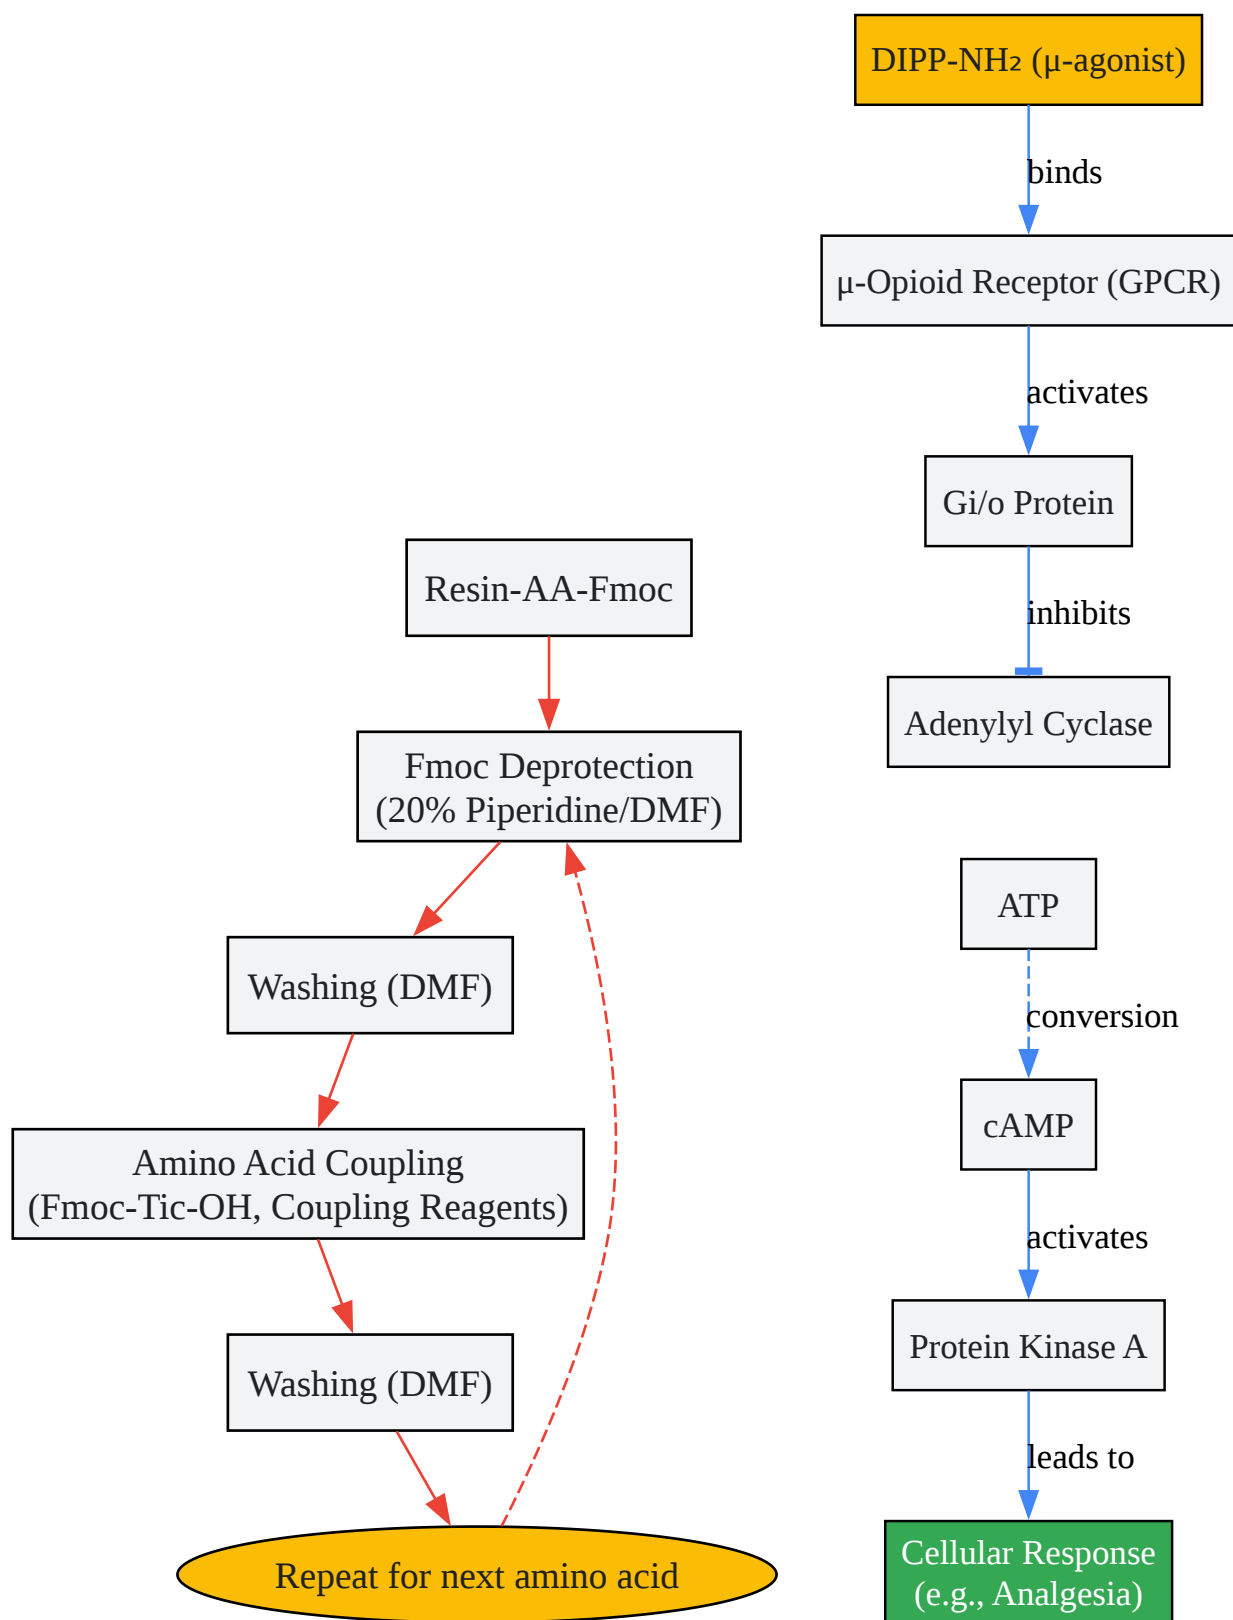 DIPP-NH₂ (μ-agonist)
binds
μ-Opioid Receptor (GPCR)
activates
Gi/o Protein
inhibits
Adenylyl Cyclase
ATP
conversion
cAMP
activates
Protein Kinase A
leads to
Cellular Response
(e.g., Analgesia)
Resin-AA-Fmoc
Fmoc Deprotection
(20% Piperidine/DMF)
Washing (DMF)
Amino Acid Coupling
(Fmoc-Tic-OH, Coupling Reagents)
Washing (DMF)
Repeat for next amino acid